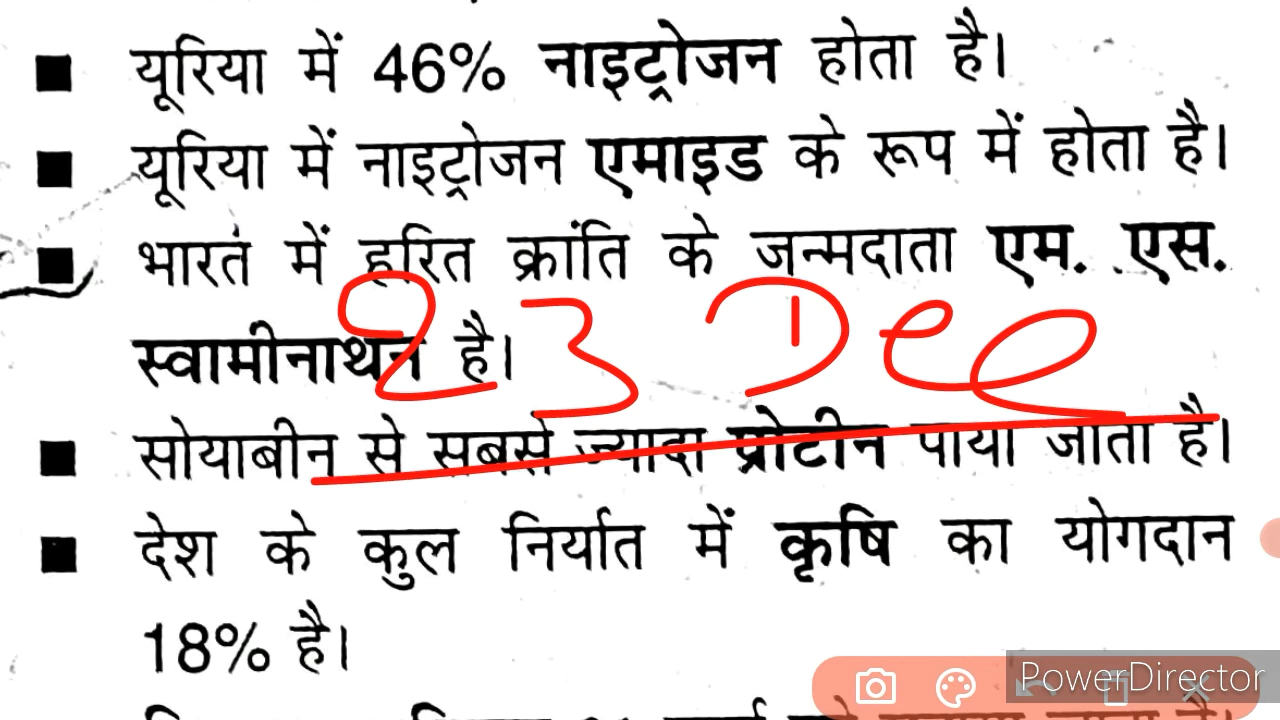 ■ यूरिया में 46% नाइट्रोजन होता है।
■ यूरिया में नाइट्रोजन एमाइड के रूप में होता है।
■ भारत में हरित क्रांति के जन्मदाता एम. एस.
स्वामीनाथन है।
23 Dec
■ सोयाबीन से सबसे ज्यादा प्रोटीन पाया जाता है।
■ देश के कुल निर्यात में कृषि का योगदान
18% है।
PowerDirector